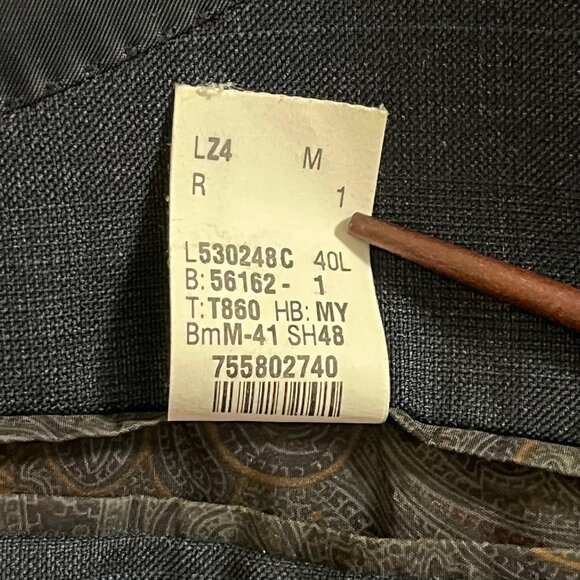 LZ4 M
R 1
L530248C 40L
B: 56162 - 1
T: T860 HB: MY
BmM-41 SH48
755802740